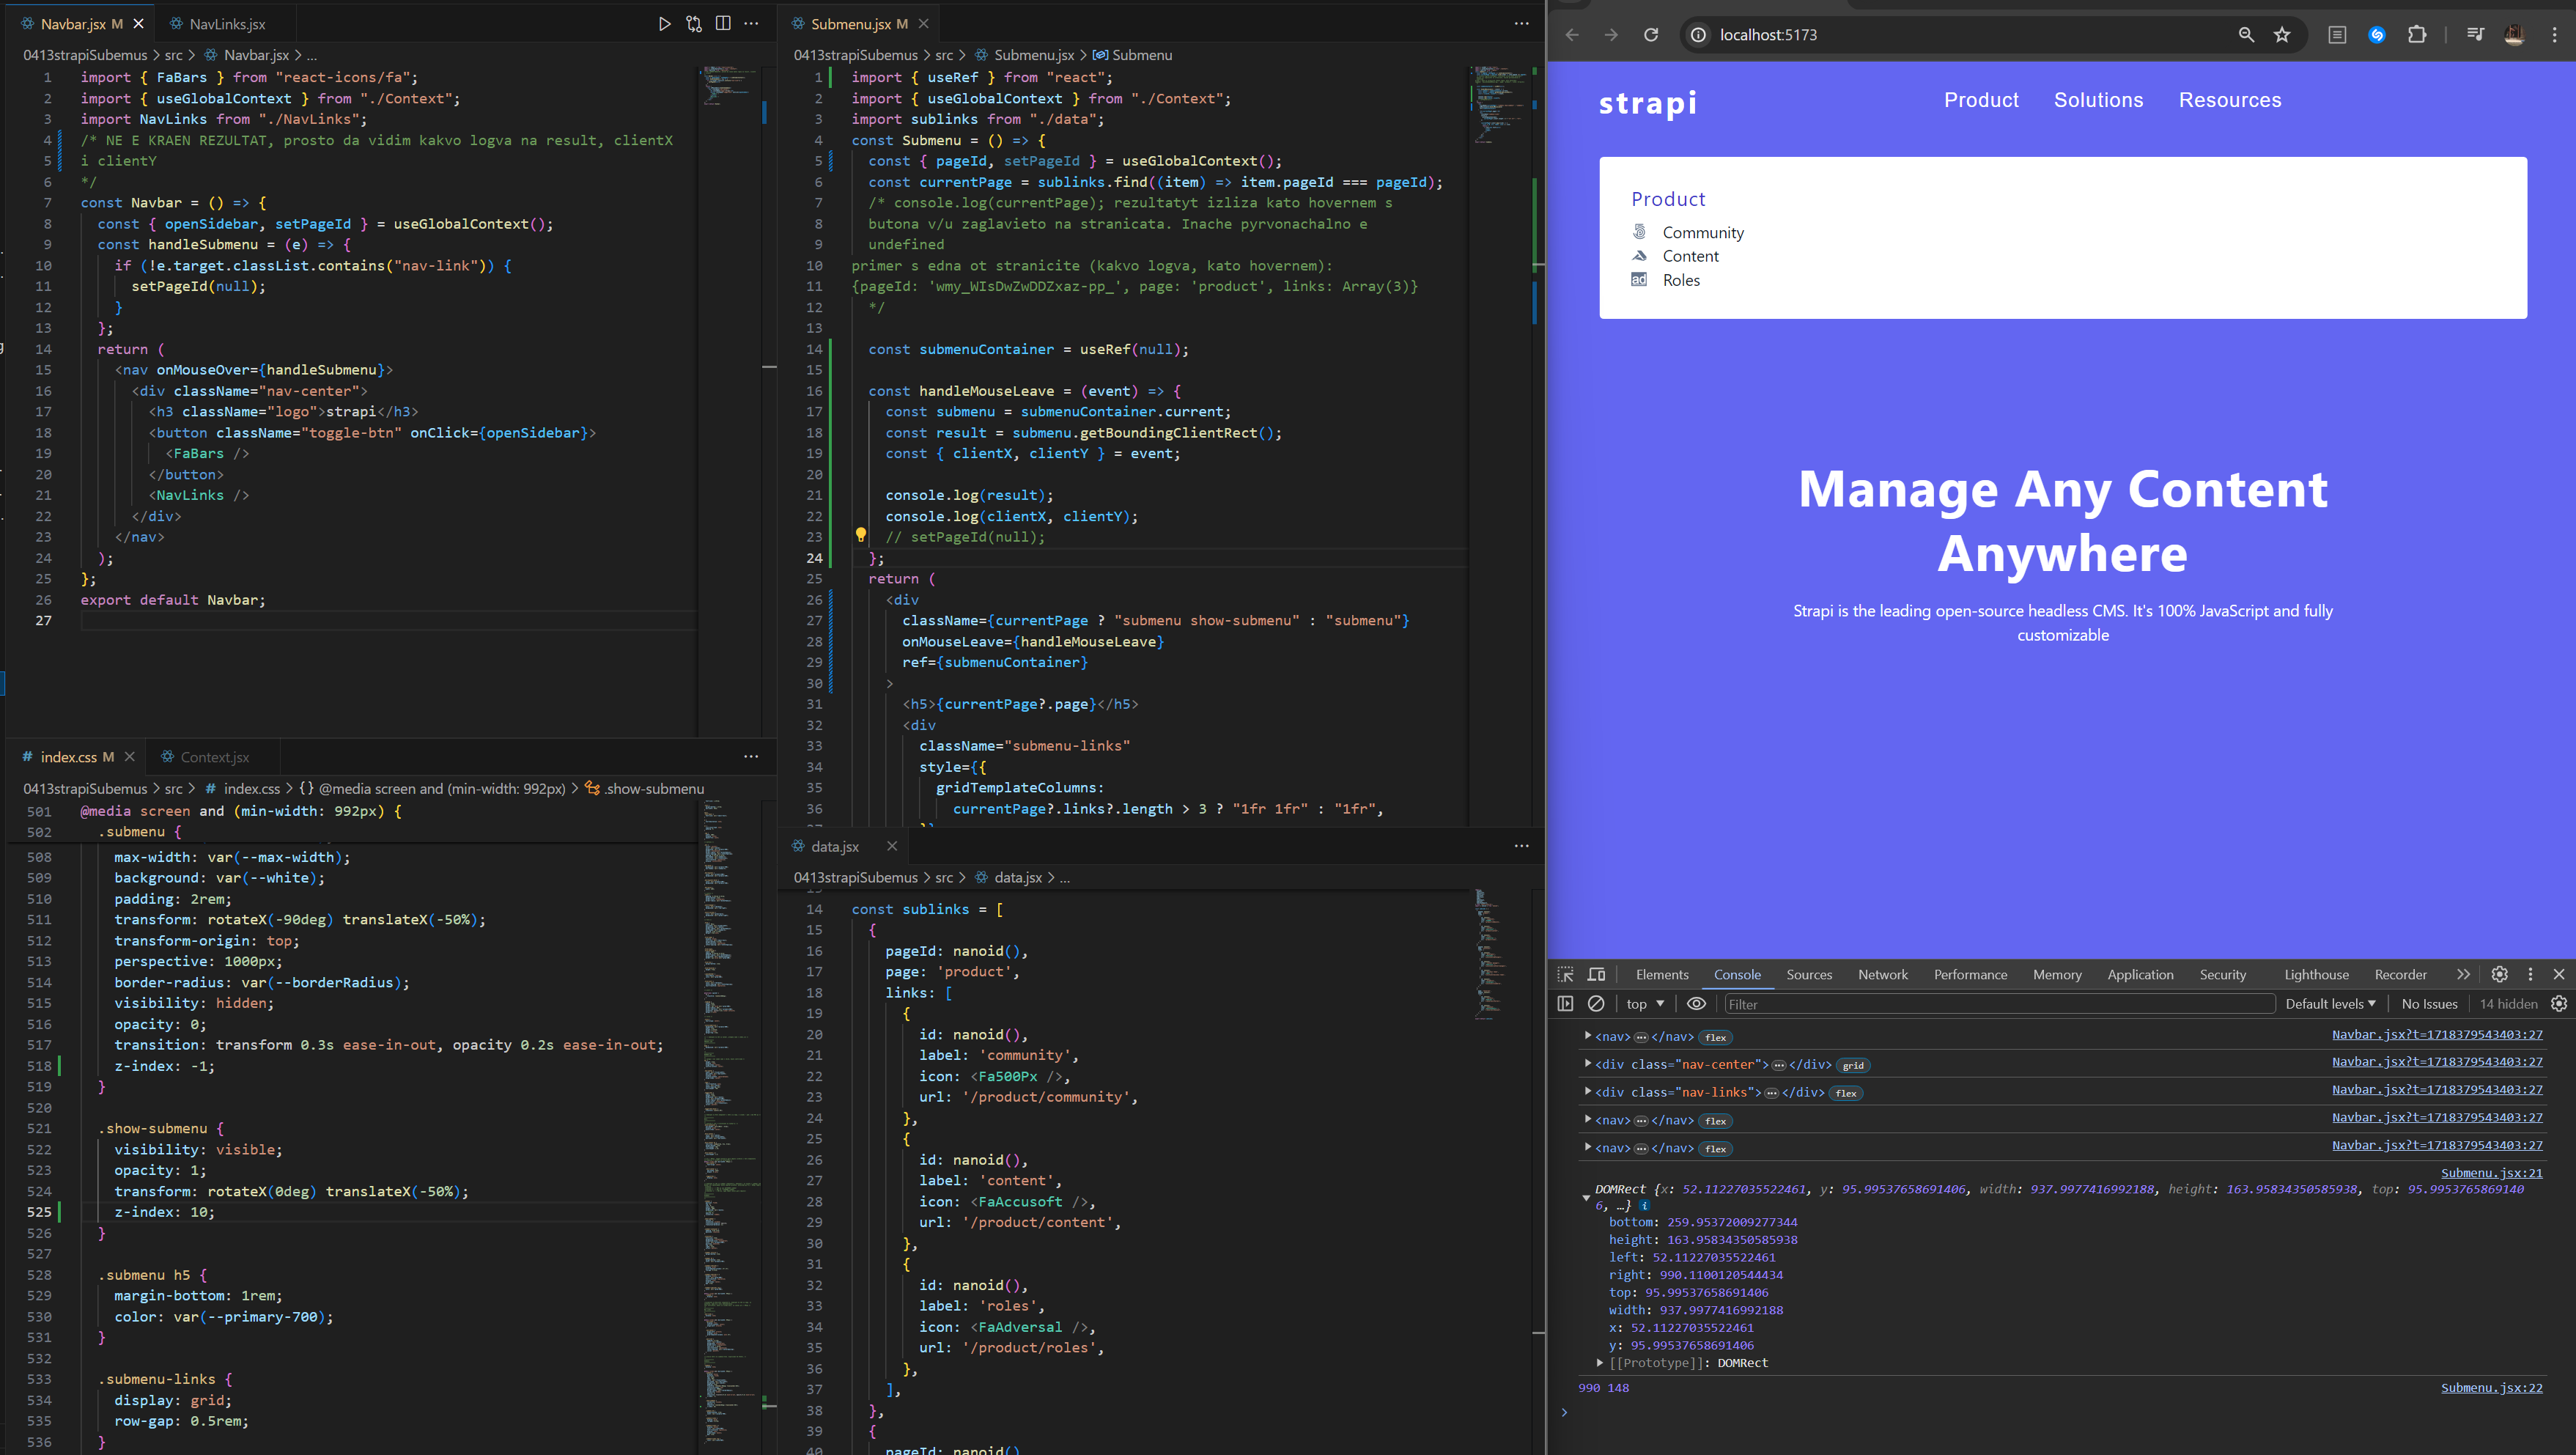 Navbar.jsx M
NavLinks.jsx
0413strapiSubemus > src > Navbar.jsx > ...
1 import { FaBars } from "react-icons/fa";
2 import { useGlobalContext } from "./Context";
3 import NavLinks from "./NavLinks";
4 /* NE E KRAEN REZULTAT, prosto da vidim kakvo logva na result, clientX
5 i clientY
6 */
7 const Navbar = () => {
8 const { openSidebar, setPageId } = useGlobalContext();
9 const handleSubmenu = (e) => {
10 if (!e.target.classList.contains("nav-link")) {
11 setPageId(null);
12 }
13 };
14 return (
15 <nav onMouseOver={handleSubmenu}>
16 <div className="nav-center">
17 <h3 className="logo">strapi</h3>
18 <button className="toggle-btn" onClick={openSidebar}>
19 <FaBars />
20 </button>
21 <NavLinks />
22 </div>
23 </nav>
24 );
25 };
26 export default Navbar;
27
# index.css M
Context.jsx
0413strapiSubemus > src > # index.css > {} @media screen and (min-width: 992px) > .show-submenu
501 @media screen and (min-width: 992px) {
502 .submenu {
508 max-width: var(--max-width);
509 background: var(--white);
510 padding: 2rem;
511 transform: rotateX(-90deg) translateX(-50%);
512 transform-origin: top;
513 perspective: 1000px;
514 border-radius: var(--borderRadius);
515 visibility: hidden;
516 opacity: 0;
517 transition: transform 0.3s ease-in-out, opacity 0.2s ease-in-out;
518 z-index: -1;
519 }
520
521 .show-submenu {
522 visibility: visible;
523 opacity: 1;
524 transform: rotateX(0deg) translateX(-50%);
525 z-index: 10;
526 }
527
528 .submenu h5 {
529 margin-bottom: 1rem;
530 color: var(--primary-700);
531 }
532
533 .submenu-links {
534 display: grid;
535 row-gap: 0.5rem;
536 }
Submenu.jsx M
0413strapiSubemus > src > Submenu.jsx > Submenu
1 import { useRef } from "react";
2 import { useGlobalContext } from "./Context";
3 import sublinks from "./data";
4 const Submenu = () => {
5 const { pageId, setPageId } = useGlobalContext();
6 const currentPage = sublinks.find((item) => item.pageId === pageId);
7 /* console.log(currentPage); rezultatyt izliza kato hovernem s
8 butona v/u zaglavieto na stranicata. Inache pyrvonachalno e
9 undefined
10 primer s edna ot stranicite (kakvo logva, kato hovernem):
11 {pageId: 'wmy_WIsDwZwDDZxaz-pp_', page: 'product', links: Array(3)}
12 */
13
14 const submenuContainer = useRef(null);
15
16 const handleMouseLeave = (event) => {
17 const submenu = submenuContainer.current;
18 const result = submenu.getBoundingClientRect();
19 const { clientX, clientY } = event;
20
21 console.log(result);
22 console.log(clientX, clientY);
23 // setPageId(null);
24 };
25 return (
26 <div
27 className={currentPage ? "submenu show-submenu" : "submenu"}
28 onMouseLeave={handleMouseLeave}
29 ref={submenuContainer}
30 >
31 <h5>{currentPage?.page}</h5>
32 <div
33 className="submenu-links"
34 style={{
35 gridTemplateColumns:
36 currentPage?.links?.length > 3 ? "1fr 1fr" : "1fr",
data.jsx
0413strapiSubemus > src > data.jsx > ...
14 const sublinks = [
15 {
16 pageId: nanoid(),
17 page: 'product',
18 links: [
19 {
20 id: nanoid(),
21 label: 'community',
22 icon: <Fa500Px />,
23 url: '/product/community',
24 },
25 {
26 id: nanoid(),
27 label: 'content',
28 icon: <FaAccusoft />,
29 url: '/product/content',
30 },
31 {
32 id: nanoid(),
33 label: 'roles',
34 icon: <FaAdversal />,
35 url: '/product/roles',
36 },
37 ],
38 },
39 {
40 pageId: nanoid()
localhost:5173
strapi
Product Solutions Resources
Product
Community
Content
ad Roles
Manage Any Content
Anywhere
Strapi is the leading open-source headless CMS. It's 100% JavaScript and fully
customizable
Elements Console Sources Network Performance Memory Application Security Lighthouse Recorder
top Filter Default levels No Issues 14 hidden
<nav> </nav> flex Navbar.jsx?t=1718379543403:27
<div class="nav-center"> </div> grid Navbar.jsx?t=1718379543403:27
<div class="nav-links"> </div> flex Navbar.jsx?t=1718379543403:27
<nav> </nav> flex Navbar.jsx?t=1718379543403:27
<nav> </nav> flex Navbar.jsx?t=1718379543403:27
Submenu.jsx:21
DOMRect {x: 52.11227035522461, y: 95.99537658691406, width: 937.9977416992188, height: 163.95834350585938, top: 95.9953765869140
6, …} i
bottom: 259.95372009277344
height: 163.95834350585938
left: 52.11227035522461
right: 990.1100120544434
top: 95.99537658691406
width: 937.9977416992188
x: 52.11227035522461
y: 95.99537658691406
[[Prototype]]: DOMRect
990 148 Submenu.jsx:22